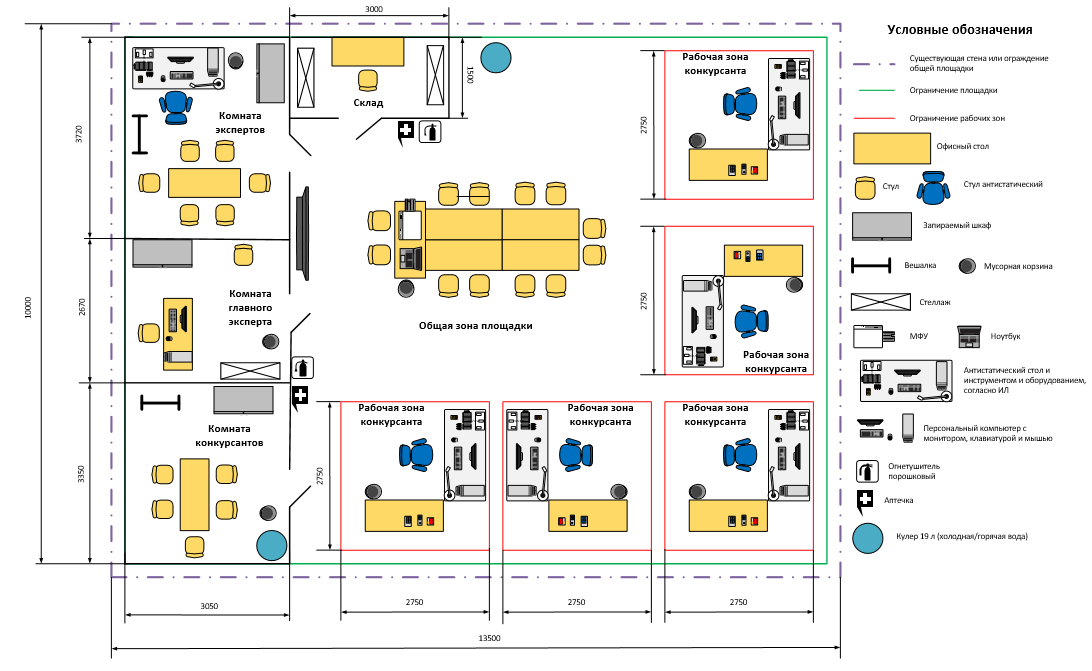 3000
Условные обозначения
Существующая стена или ограждение
общей площадки
Ограничение площадки
Ограничение рабочих зон
Офисный стол
Стул
Стул антистатический
Запираемый шкаф
Вешалка
Мусорная корзина
Стеллаж
МФУ
Ноутбук
Антистатический стол и
инструментом и оборудованием,
согласно ИЛ
Персональный компьютер с
монитором, клавиатурой и мышью
Огнетушитель
порошковый
Аптечка
Кулер 19 л (холодная/горячая вода)
Комната
экспертов
Склад
1500
3720
Рабочая зона
конкурсанта
2750
10000
2670
Комната
главного
эксперта
Общая зона площадки
2750
Рабочая зона
конкурсанта
3350
Комната
конкурсантов
2750
Рабочая зона
конкурсанта
Рабочая зона
конкурсанта
Рабочая зона
конкурсанта
3050
2750
2750
2750
13500